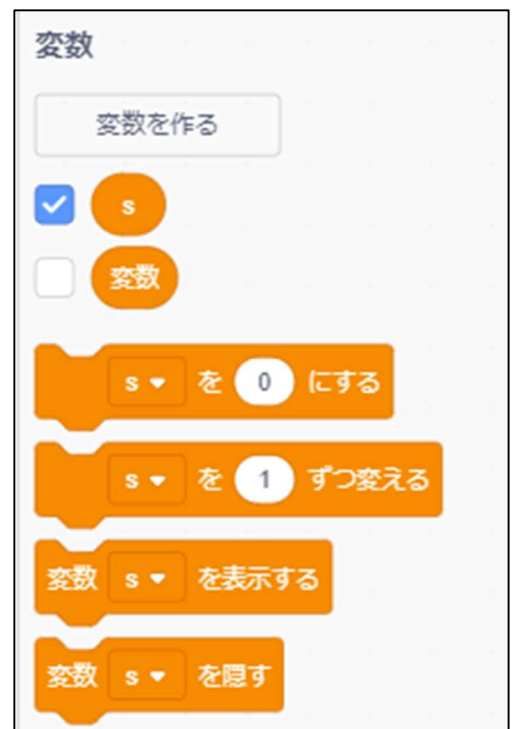 変数
変数を作る
s
変数
s を 0 にする
s を 1 ずつ変える
変数 s を表示する
変数 s を隠す